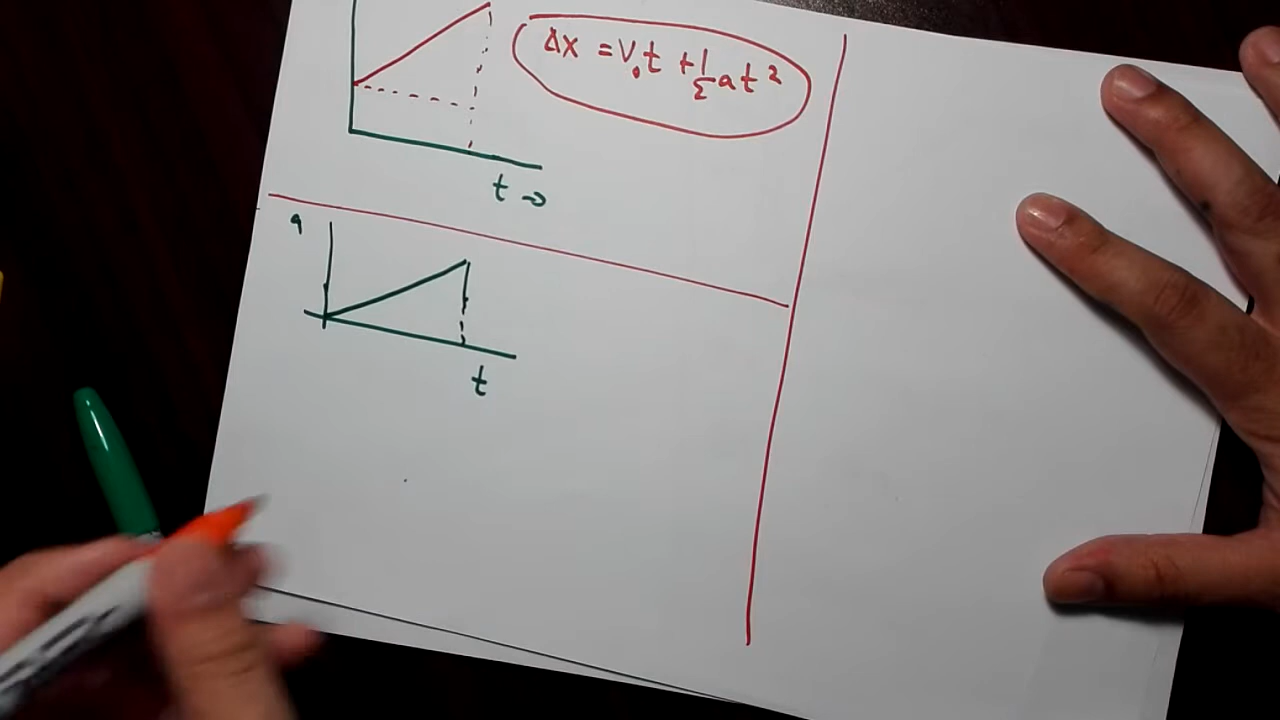 Δx = V₀t + ½at²
t →
a
t